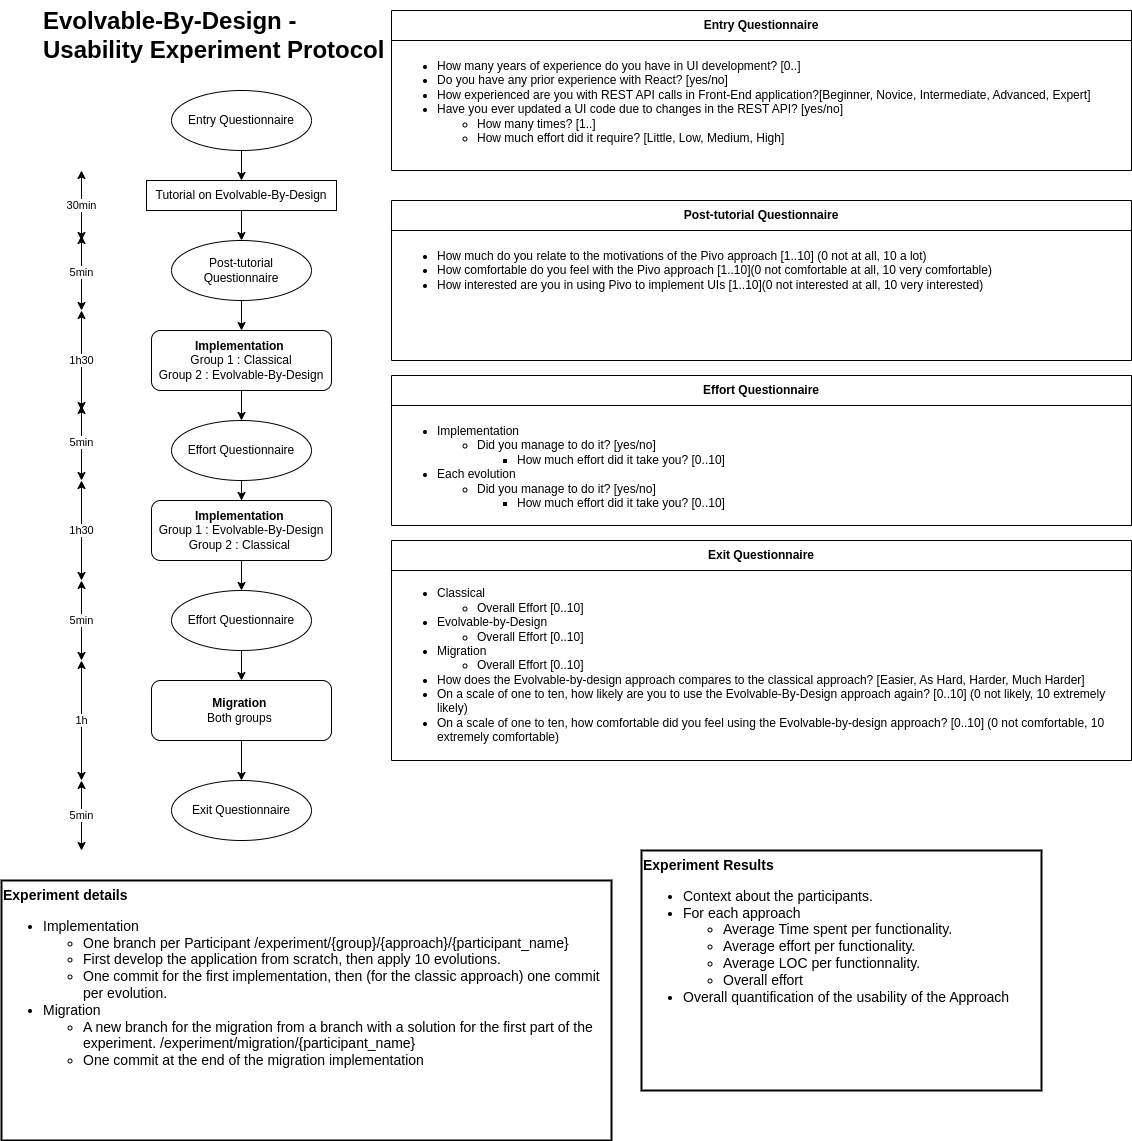 Evolvable-By-Design -
Usability Experiment Protocol
Entry Questionnaire
Tutorial on Evolvable-By-Design
30min
Post-tutorial
Questionnaire
5min
Implementation
Group 1 : Classical
Group 2 : Evolvable-By-Design
1h30
Effort Questionnaire
5min
Implementation
Group 1 : Evolvable-By-Design
Group 2 : Classical
1h30
Effort Questionnaire
5min
Migration
Both groups
1h
Exit Questionnaire
5min
Entry Questionnaire
• How many years of experience do you have in UI development? [0..]
• Do you have any prior experience with React? [yes/no]
• How experienced are you with REST API calls in Front-End application?[Beginner, Novice, Intermediate, Advanced, Expert]
• Have you ever updated a UI code due to changes in the REST API? [yes/no]
◦ How many times? [1..]
◦ How much effort did it require? [Little, Low, Medium, High]
Post-tutorial Questionnaire
• How much do you relate to the motivations of the Pivo approach [1..10] (0 not at all, 10 a lot)
• How comfortable do you feel with the Pivo approach [1..10](0 not comfortable at all, 10 very comfortable)
• How interested are you in using Pivo to implement UIs [1..10](0 not interested at all, 10 very interested)
Effort Questionnaire
• Implementation
◦ Did you manage to do it? [yes/no]
▪ How much effort did it take you? [0..10]
• Each evolution
◦ Did you manage to do it? [yes/no]
▪ How much effort did it take you? [0..10]
Exit Questionnaire
• Classical
◦ Overall Effort [0..10]
• Evolvable-by-Design
◦ Overall Effort [0..10]
• Migration
◦ Overall Effort [0..10]
• How does the Evolvable-by-design approach compares to the classical approach? [Easier, As Hard, Harder, Much Harder]
• On a scale of one to ten, how likely are you to use the Evolvable-By-Design approach again? [0..10] (0 not likely, 10 extremely
likely)
• On a scale of one to ten, how comfortable did you feel using the Evolvable-by-design approach? [0..10] (0 not comfortable, 10
extremely comfortable)
Experiment details
• Implementation
◦ One branch per Participant /experiment/{group}/{approach}/{participant_name}
◦ First develop the application from scratch, then apply 10 evolutions.
◦ One commit for the first implementation, then (for the classic approach) one commit
per evolution.
• Migration
◦ A new branch for the migration from a branch with a solution for the first part of the
experiment. /experiment/migration/{participant_name}
◦ One commit at the end of the migration implementation
Experiment Results
• Context about the participants.
• For each approach
◦ Average Time spent per functionality.
◦ Average effort per functionality.
◦ Average LOC per functionnality.
◦ Overall effort
• Overall quantification of the usability of the Approach